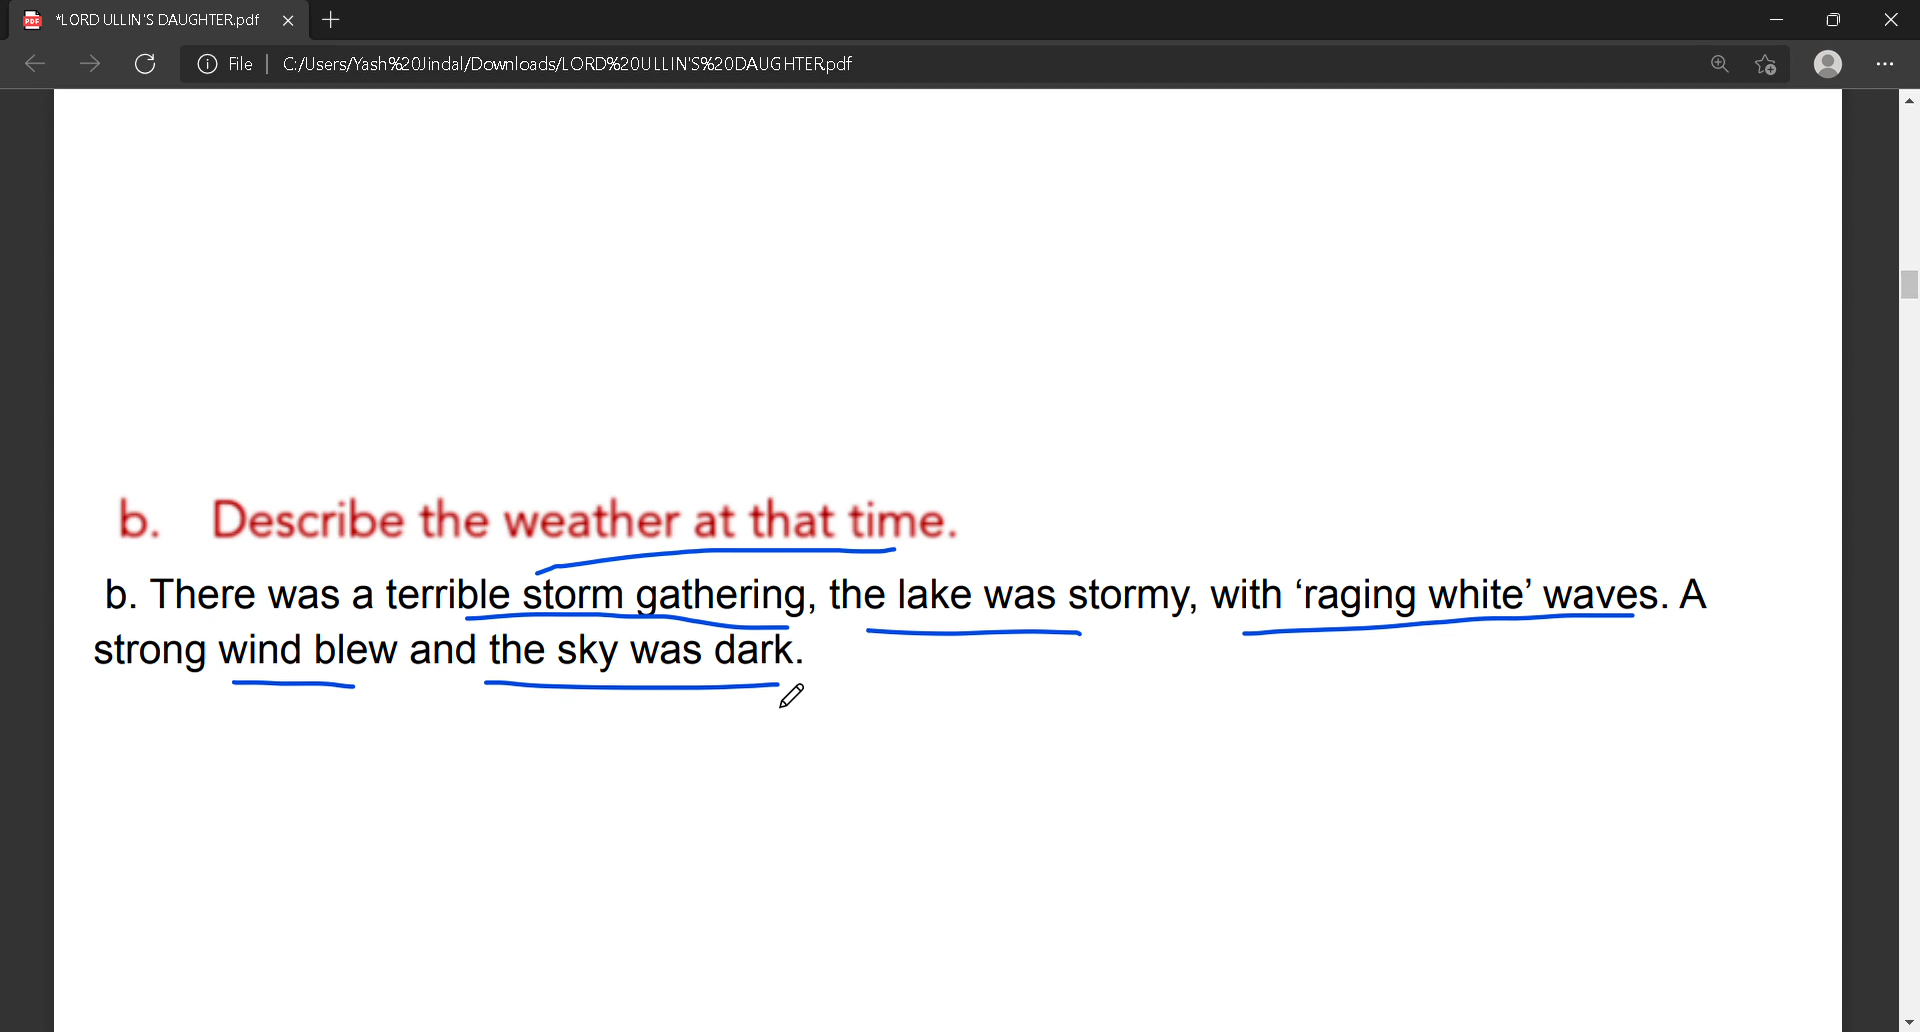 *LORD ULLIN'S DAUGHTER.pdf
File | C:/Users/Yash%20Jindal/Downloads/LORD%20ULLIN'S%20DAUGHTER.pdf
b. Describe the weather at that time.
b. There was a terrible storm gathering, the lake was stormy, with ‘raging white’ waves. A
strong wind blew and the sky was dark.